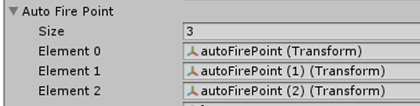 Auto Fire Point
Size 3
Element 0 autoFirePoint (Transform)
Element 1 autoFirePoint (1) (Transform)
Element 2 autoFirePoint (2) (Transform)